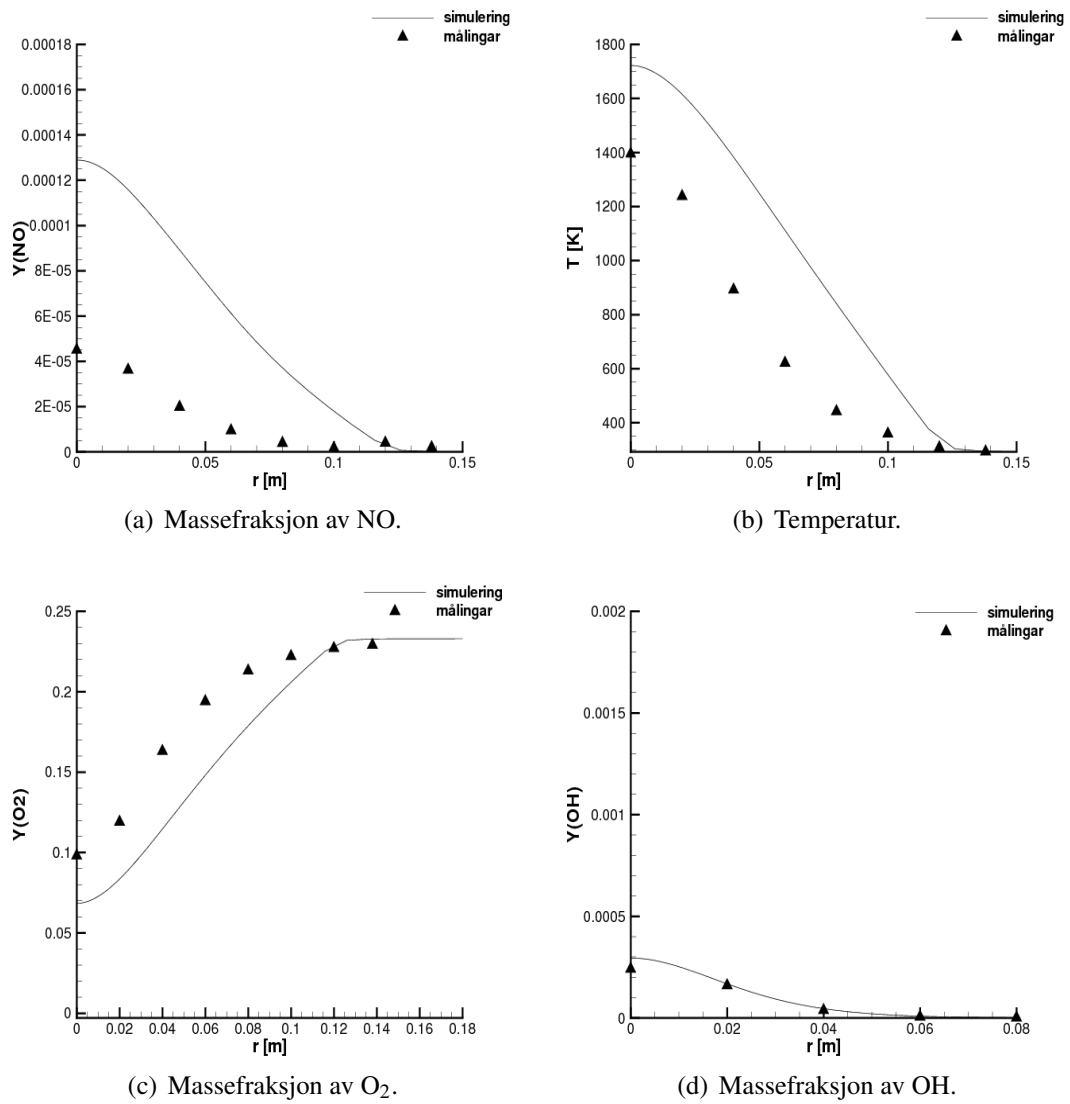 simulering
målingar
0.00018
0.00016
0.00014
0.00012
0.0001
8E-05
6E-05
4E-05
2E-05
0
Y(NO)
0 0.05 0.1 0.15
r [m]
(a) Massefraksjon av NO.
simulering
målingar
1800
1600
1400
1200
1000
800
600
400
T [K]
0 0.05 0.1 0.15
r [m]
(b) Temperatur.
simulering
målingar
0.25
0.2
0.15
0.1
0.05
0
Y(O2)
0 0.02 0.04 0.06 0.08 0.1 0.12 0.14 0.16 0.18
r [m]
(c) Massefraksjon av O₂.
simulering
målingar
0.002
0.0015
0.001
0.0005
0
Y(OH)
0 0.02 0.04 0.06 0.08
r [m]
(d) Massefraksjon av OH.